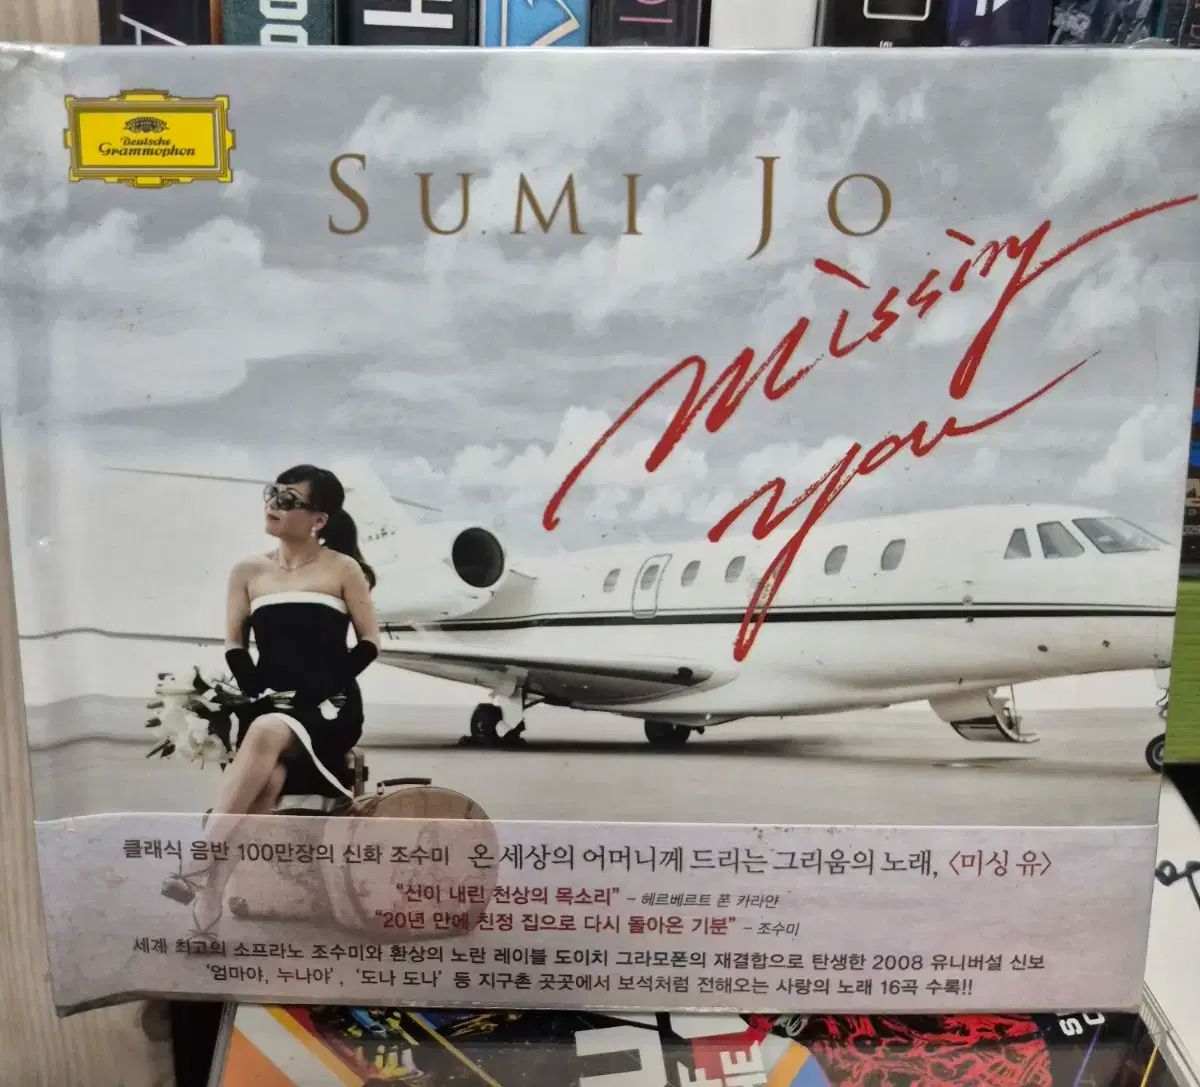 Deutsche
Grammophon
SUMI JO
missing
you
클래식 음반 100만장의 신화 조수미 온 세상의 어머니께 드리는 그리움의 노래, 〈미싱 유〉
“신이 내린 천상의 목소리” – 헤르베르트 폰 카라얀
“20년 만에 친정 집으로 다시 돌아온 기분” – 조수미
세계 최고의 소프라노 조수미와 환상의 노란 레이블 도이치 그라모폰의 재결합으로 탄생한 2008 유니버설 신보
‘엄마야, 누나야’, ‘도나 도나’ 등 지구촌 곳곳에서 보석처럼 전해오는 사랑의 노래 16곡 수록!!